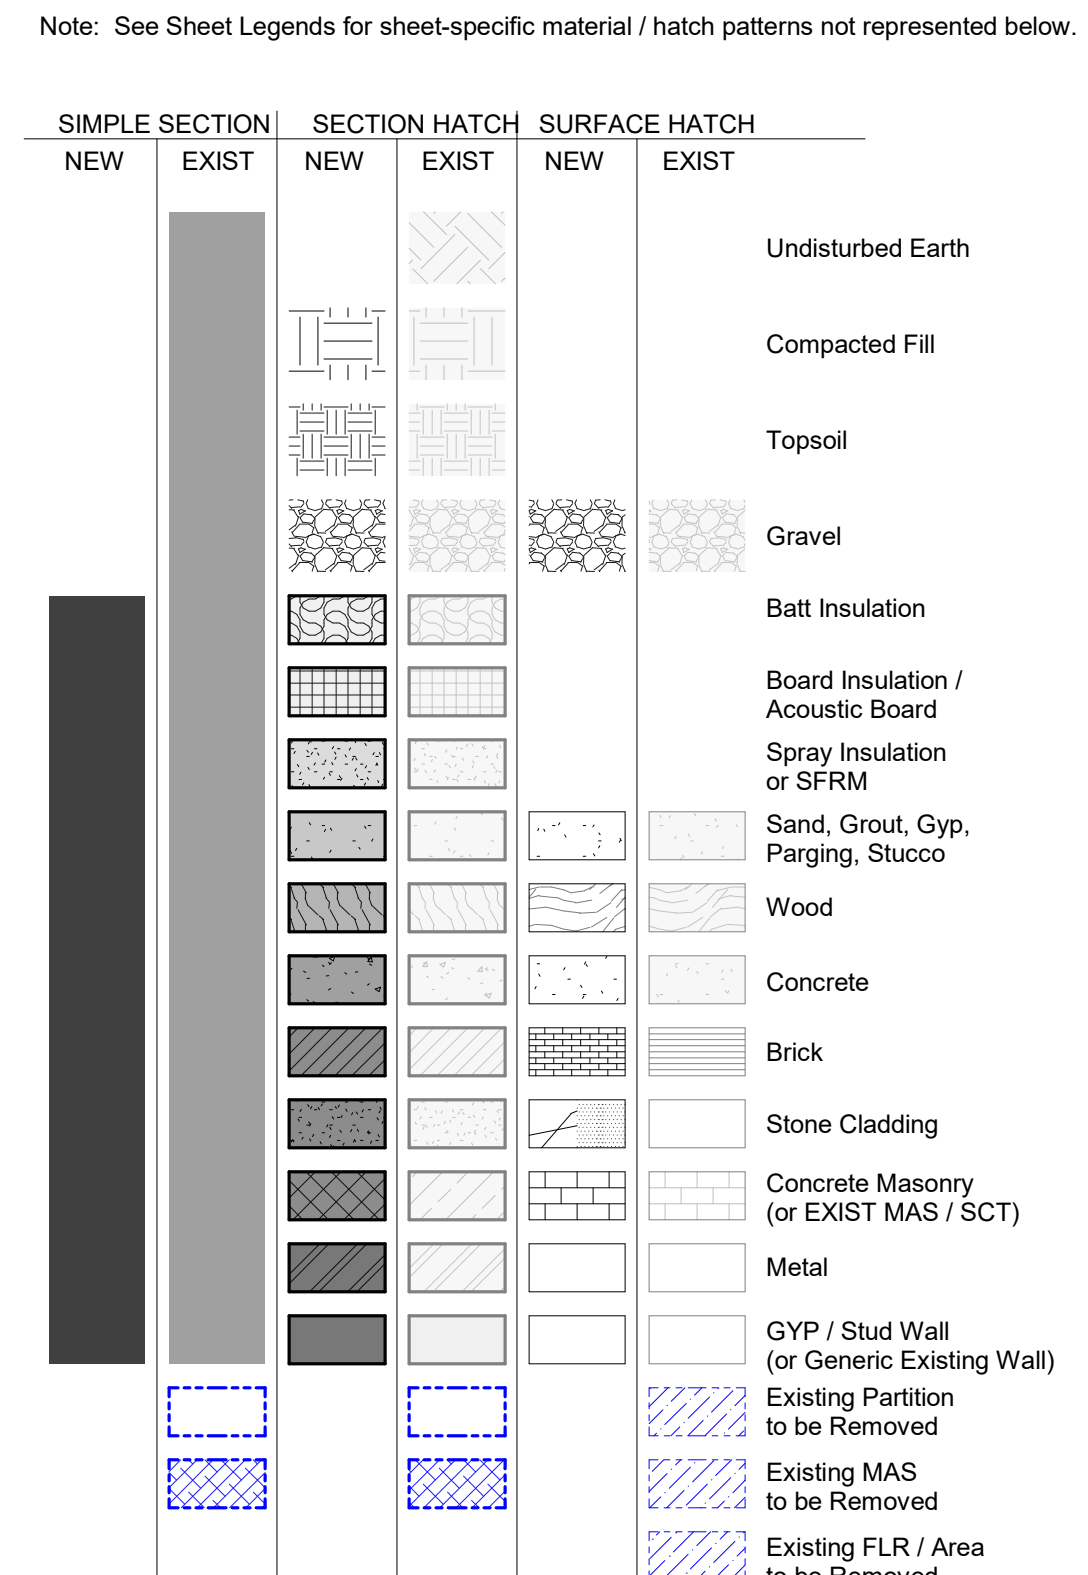 Note: See Sheet Legends for sheet-specific material / hatch patterns not represented below.
SIMPLE SECTION SECTION HATCH SURFACE HATCH
NEW EXIST NEW EXIST NEW EXIST
Undisturbed Earth
Compacted Fill
Topsoil
Gravel
Batt Insulation
Board Insulation /
Acoustic Board
Spray Insulation
or SFRM
Sand, Grout, Gyp,
Parging, Stucco
Wood
Concrete
Brick
Stone Cladding
Concrete Masonry
(or EXIST MAS / SCT)
Metal
GYP / Stud Wall
(or Generic Existing Wall)
Existing Partition
to be Removed
Existing MAS
to be Removed
Existing FLR / Area
to be Removed